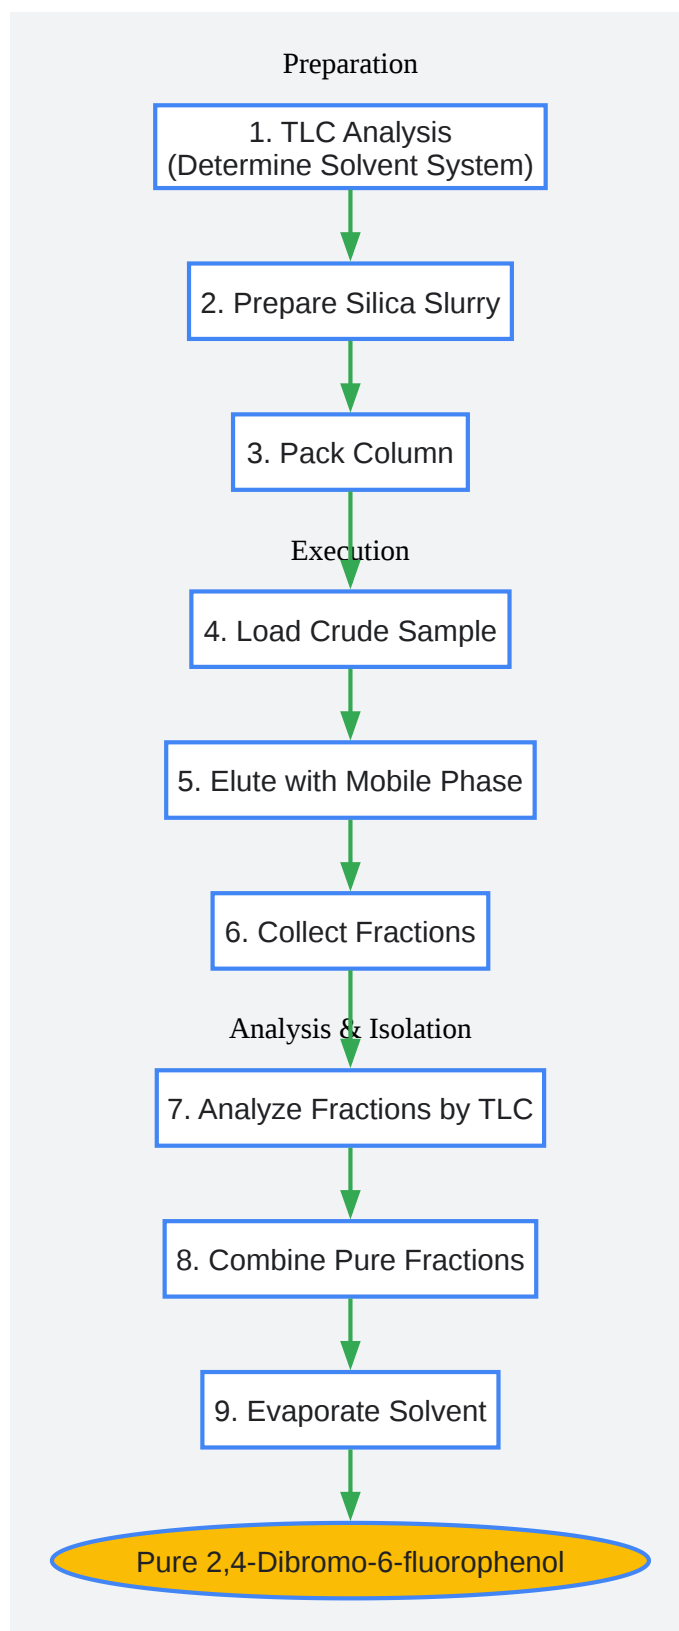 Preparation
1. TLC Analysis
(Determine Solvent System)
2. Prepare Silica Slurry
3. Pack Column
Execution
4. Load Crude Sample
5. Elute with Mobile Phase
6. Collect Fractions
Analysis & Isolation
7. Analyze Fractions by TLC
8. Combine Pure Fractions
9. Evaporate Solvent
Pure 2,4-Dibromo-6-fluorophenol